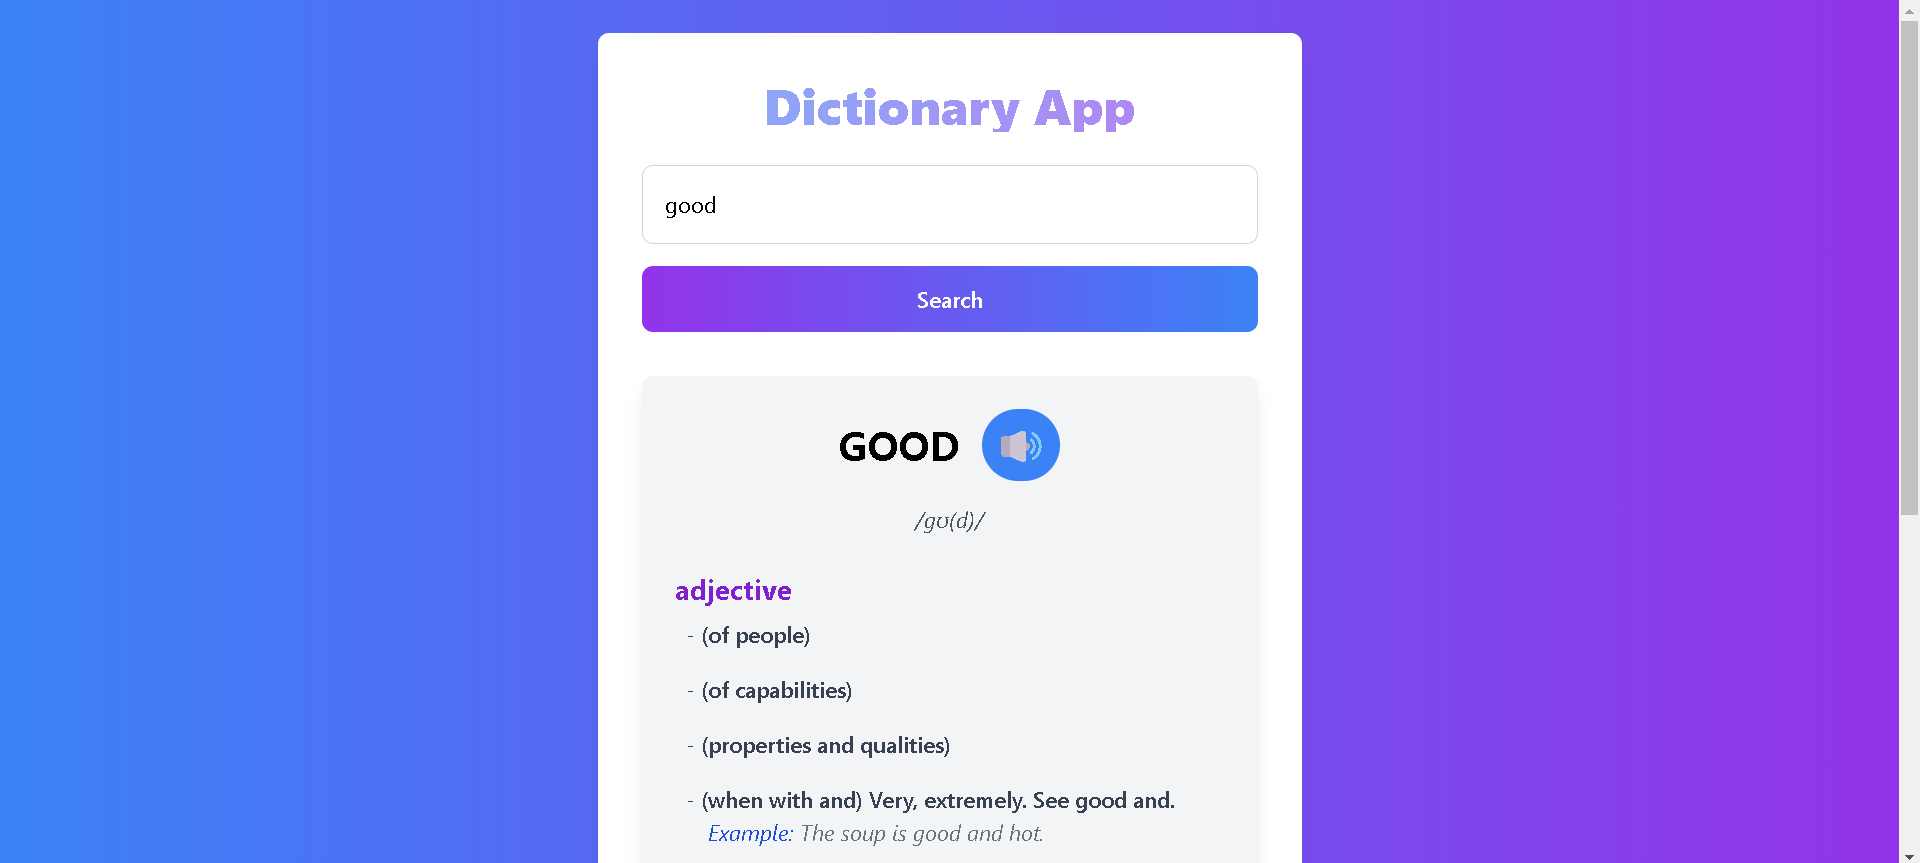 Dictionary App
good
Search
GOOD
/ɡʊ(d)/
adjective
- (of people)
- (of capabilities)
- (properties and qualities)
- (when with and) Very, extremely. See good and.
Example: The soup is good and hot.